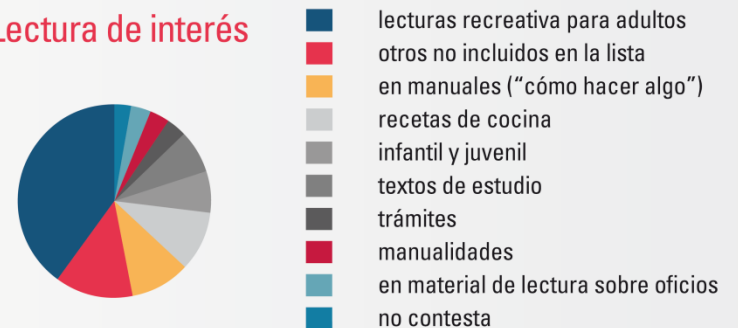 Lectura de interés
lecturas recreativa para adultos
otros no incluidos en la lista
en manuales (“cómo hacer algo”)
recetas de cocina
infantil y juvenil
textos de estudio
trámites
manualidades
en material de lectura sobre oficios
no contesta